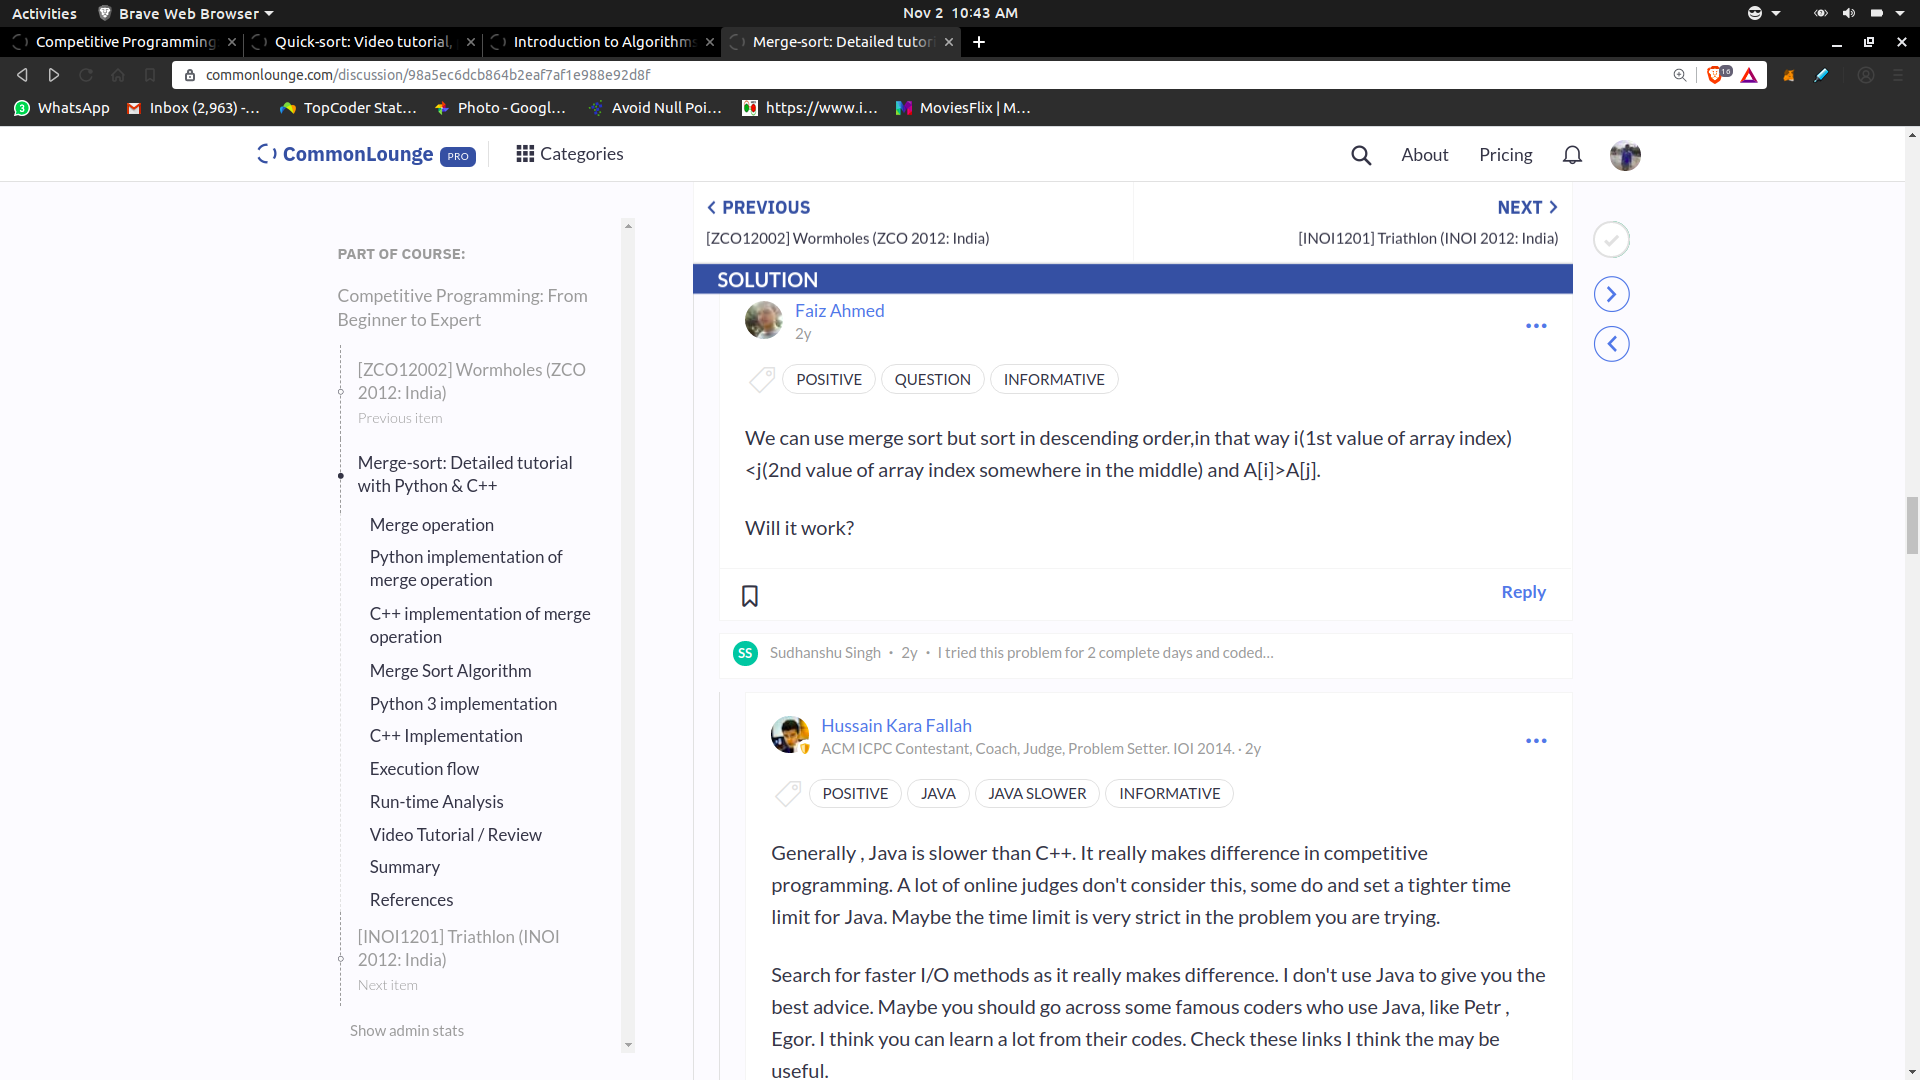 Activities Brave Web Browser Nov 2 10:43 AM
Competitive Programming Quick-sort: Video tutorial, Introduction to Algorithms Merge-sort: Detailed tutori
commonlounge.com/discussion/98a5ec6dcb864b2eaf7af1e988e92d8f 16
3 WhatsApp Inbox (2,963) -... TopCoder Stat... Photo - Googl... Avoid Null Poi... https://www.i... MoviesFlix | M...
CommonLounge PRO Categories About Pricing
PREVIOUS NEXT
[ZCO12002] Wormholes (ZCO 2012: India) [INOI1201] Triathlon (INOI 2012: India)
PART OF COURSE:
Competitive Programming: From
Beginner to Expert
[ZCO12002] Wormholes (ZCO
2012: India)
Previous item
Merge-sort: Detailed tutorial
with Python & C++
Merge operation
Python implementation of
merge operation
C++ implementation of merge
operation
Merge Sort Algorithm
Python 3 implementation
C++ Implementation
Execution flow
Run-time Analysis
Video Tutorial / Review
Summary
References
[INOI1201] Triathlon (INOI
2012: India)
Next item
Show admin stats
SOLUTION
Faiz Ahmed
2y
POSITIVE QUESTION INFORMATIVE
We can use merge sort but sort in descending order,in that way i(1st value of array index)
<j(2nd value of array index somewhere in the middle) and A[i]>A[j].
Will it work?
Reply
SS Sudhanshu Singh • 2y • I tried this problem for 2 complete days and coded...
Hussain Kara Fallah
ACM ICPC Contestant, Coach, Judge, Problem Setter. IOI 2014. · 2y
POSITIVE JAVA JAVA SLOWER INFORMATIVE
Generally , Java is slower than C++. It really makes difference in competitive
programming. A lot of online judges don't consider this, some do and set a tighter time
limit for Java. Maybe the time limit is very strict in the problem you are trying.
Search for faster I/O methods as it really makes difference. I don't use Java to give you the
best advice. Maybe you should go across some famous coders who use Java, like Petr ,
Egor. I think you can learn a lot from their codes. Check these links I think the may be
useful.